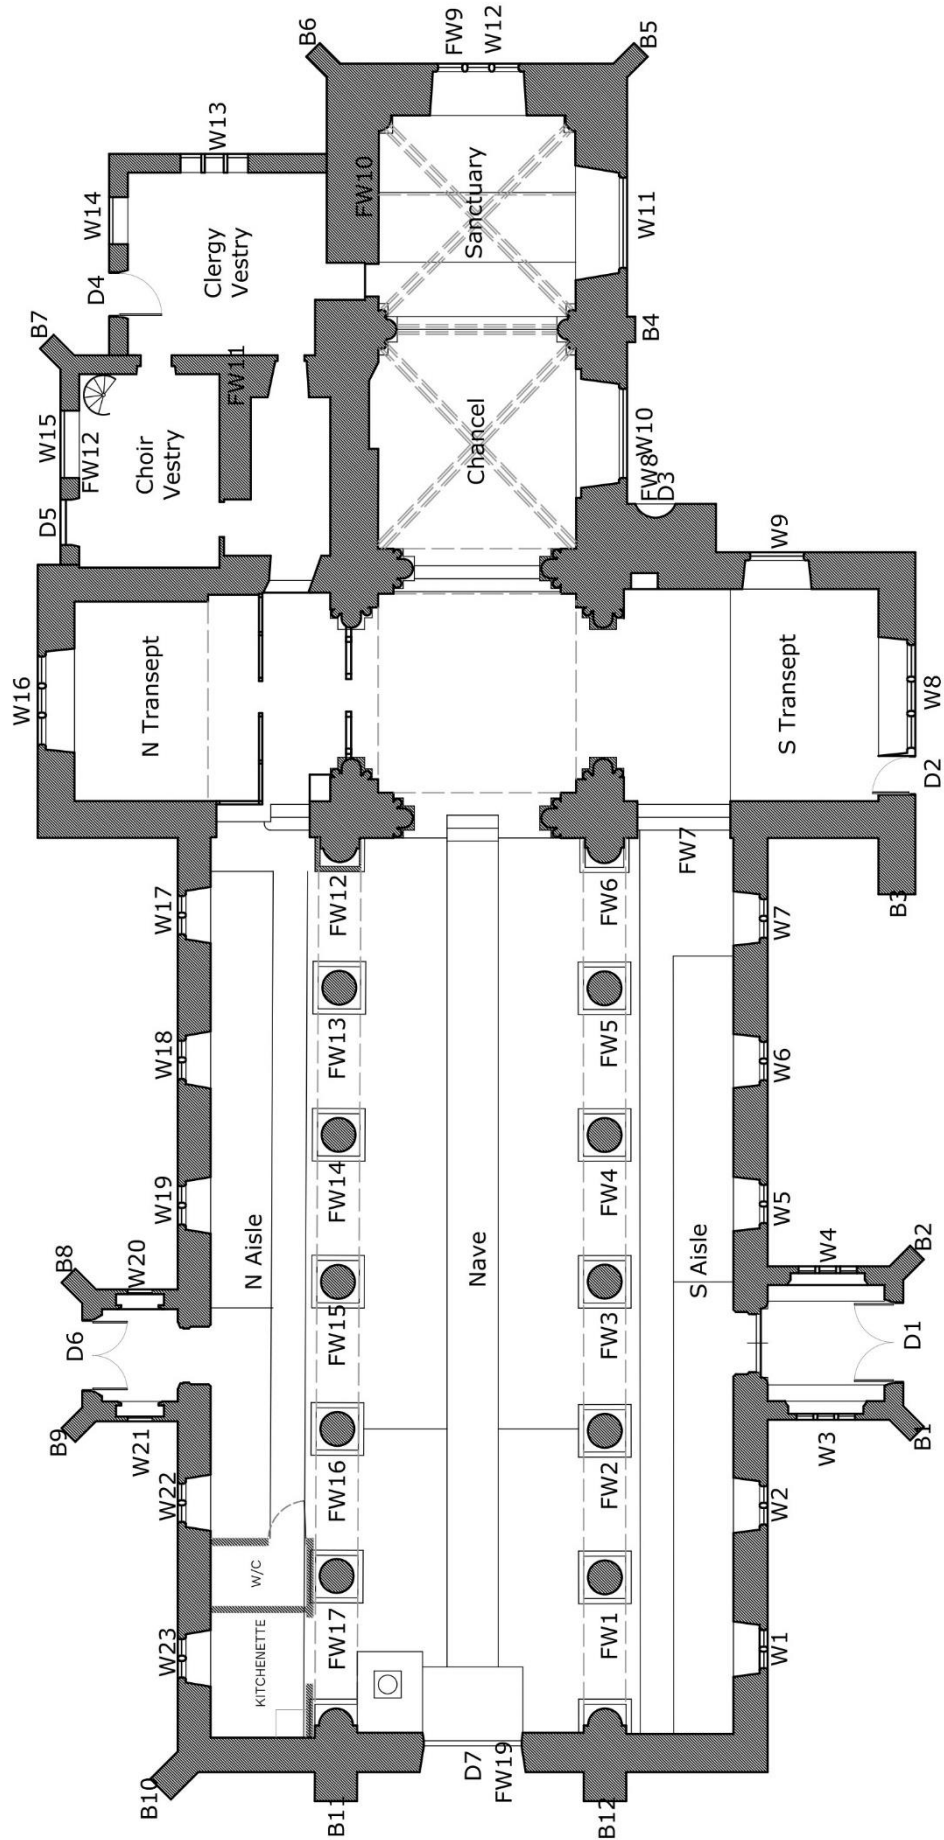 W16
D5
W15
B7
FW12
B9
D6
B8
D4
W14
W21
W20
Choir
Vestry
N Transept
B10
W23
W22
W19
W18
W17
Clergy
Vestry
W13
FW11
KITCHENETTE
W/C
N Aisle
B6
B11
FW17
FW16
FW15
FW14
FW13
FW12
FW10
D7
FW19
Nave
Chancel
Sanctuary
FW9
W12
B12
FW1
FW2
FW3
FW4
FW5
FW6
FW8
D3
W10
B4
W11
B5
S Aisle
FW7
W1
W2
W5
W6
W7
S Transept
W9
W3
W4
B1
D1
B2
B3
D2
W8